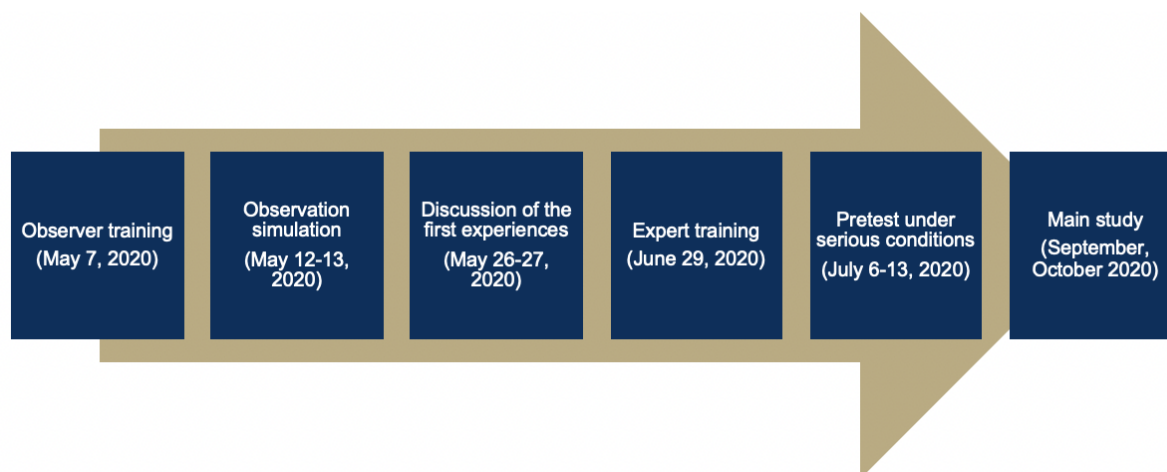 Observer training
(May 7, 2020)
Observation
simulation
(May 12-13,
2020)
Discussion of the
first experiences
(May 26-27,
2020)
Expert training
(June 29, 2020)
Pretest under
serious conditions
(July 6-13, 2020)
Main study
(September,
October 2020)